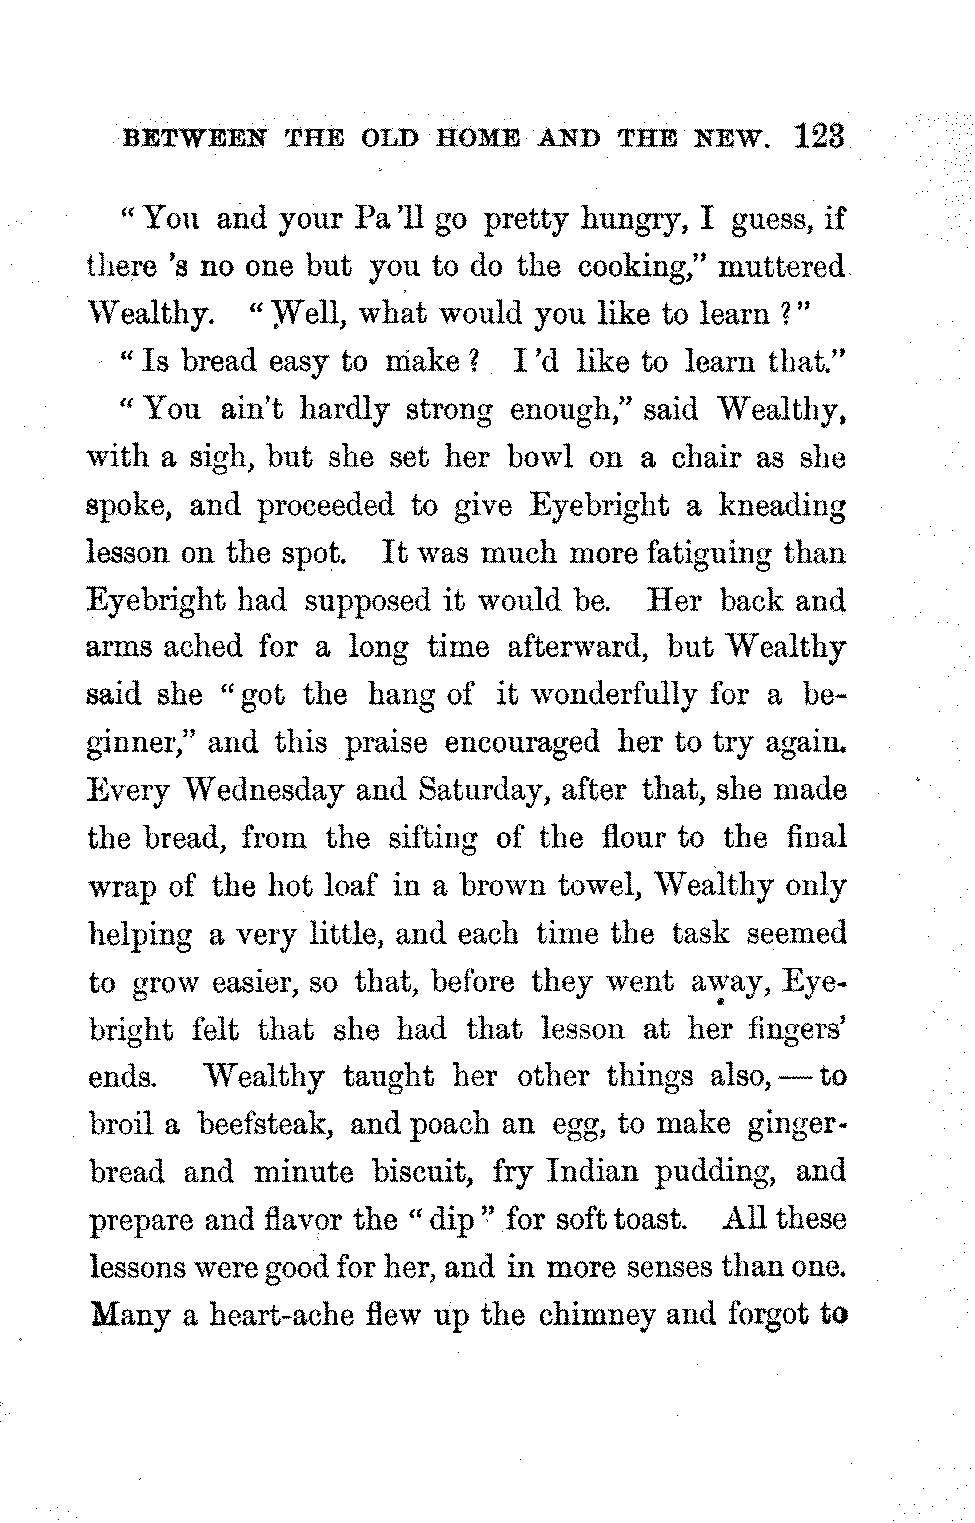 BETWEEN THE OLD HOME AND THE NEW. 123
“You and your Pa 'll go pretty hungry, I guess, if
there 's no one but you to do the cooking,” muttered
Wealthy. “Well, what would you like to learn ?”
“Is bread easy to make ? I 'd like to learn that.”
“You ain't hardly strong enough,” said Wealthy,
with a sigh, but she set her bowl on a chair as she
spoke, and proceeded to give Eyebright a kneading
lesson on the spot. It was much more fatiguing than
Eyebright had supposed it would be. Her back and
arms ached for a long time afterward, but Wealthy
said she “got the hang of it wonderfully for a be-
ginner,” and this praise encouraged her to try again.
Every Wednesday and Saturday, after that, she made
the bread, from the sifting of the flour to the final
wrap of the hot loaf in a brown towel, Wealthy only
helping a very little, and each time the task seemed
to grow easier, so that, before they went away, Eye-
bright felt that she had that lesson at her fingers'
ends. Wealthy taught her other things also, — to
broil a beefsteak, and poach an egg, to make ginger-
bread and minute biscuit, fry Indian pudding, and
prepare and flavor the “dip” for soft toast. All these
lessons were good for her, and in more senses than one.
Many a heart-ache flew up the chimney and forgot to